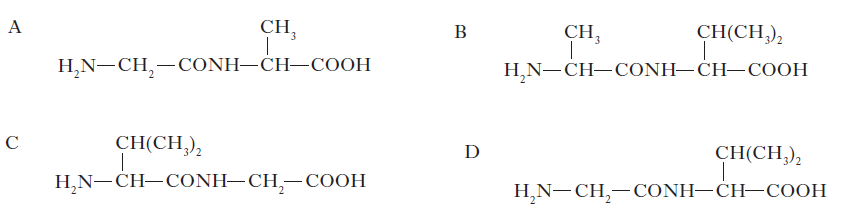 A
CH₃
H₂N—CH₂—CONH—CH—COOH
B
CH₃ CH(CH₃)₂
H₂N—CH—CONH—CH—COOH
C
CH(CH₃)₂
H₂N—CH—CONH—CH₂—COOH
D
CH(CH₃)₂
H₂N—CH₂—CONH—CH—COOH